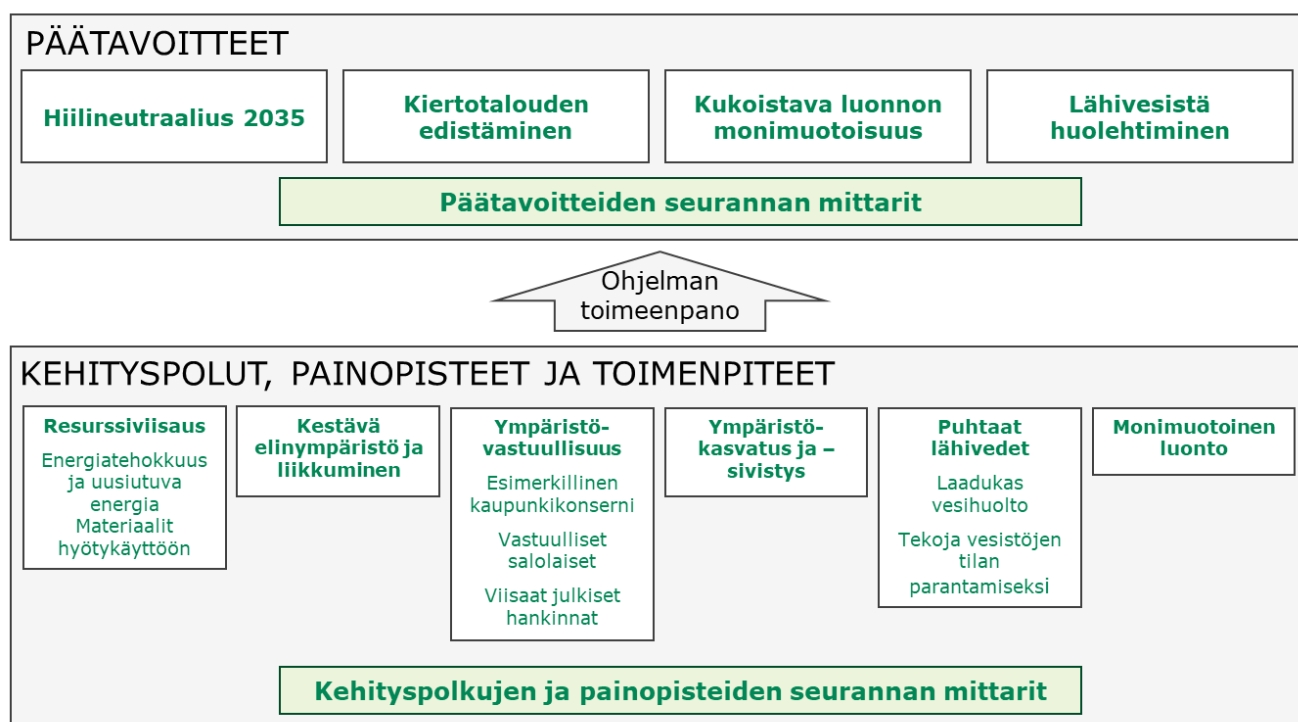 PÄÄTAVOITTEET
Hiilineutraalius 2035
Kiertotalouden
edistäminen
Kukoistava luonnon
monimuotoisuus
Lähivesistä
huolehtiminen
Päätavoitteiden seurannan mittarit
Ohjelman
toimeenpano
KEHITYSPOLUT, PAINOPISTEET JA TOIMENPITEET
Resurssiviisaus
Energiatehokkuus
ja uusiutuva
energia
Materiaalit
hyötykäyttöön
Kestävä
elinympäristö ja
liikkuminen
Ympäristö-
vastuullisuus
Esimerkillinen
kaupunkikonserni
Vastuulliset
salolaiset
Viisaat julkiset
hankinnat
Ympäristö-
kasvatus ja –
sivistys
Puhtaat
lähivedet
Laadukas
vesihuolto
Tekoja vesistöjen
tilan
parantamiseksi
Monimuotoinen
luonto
Kehityspolkujen ja painopisteiden seurannan mittarit